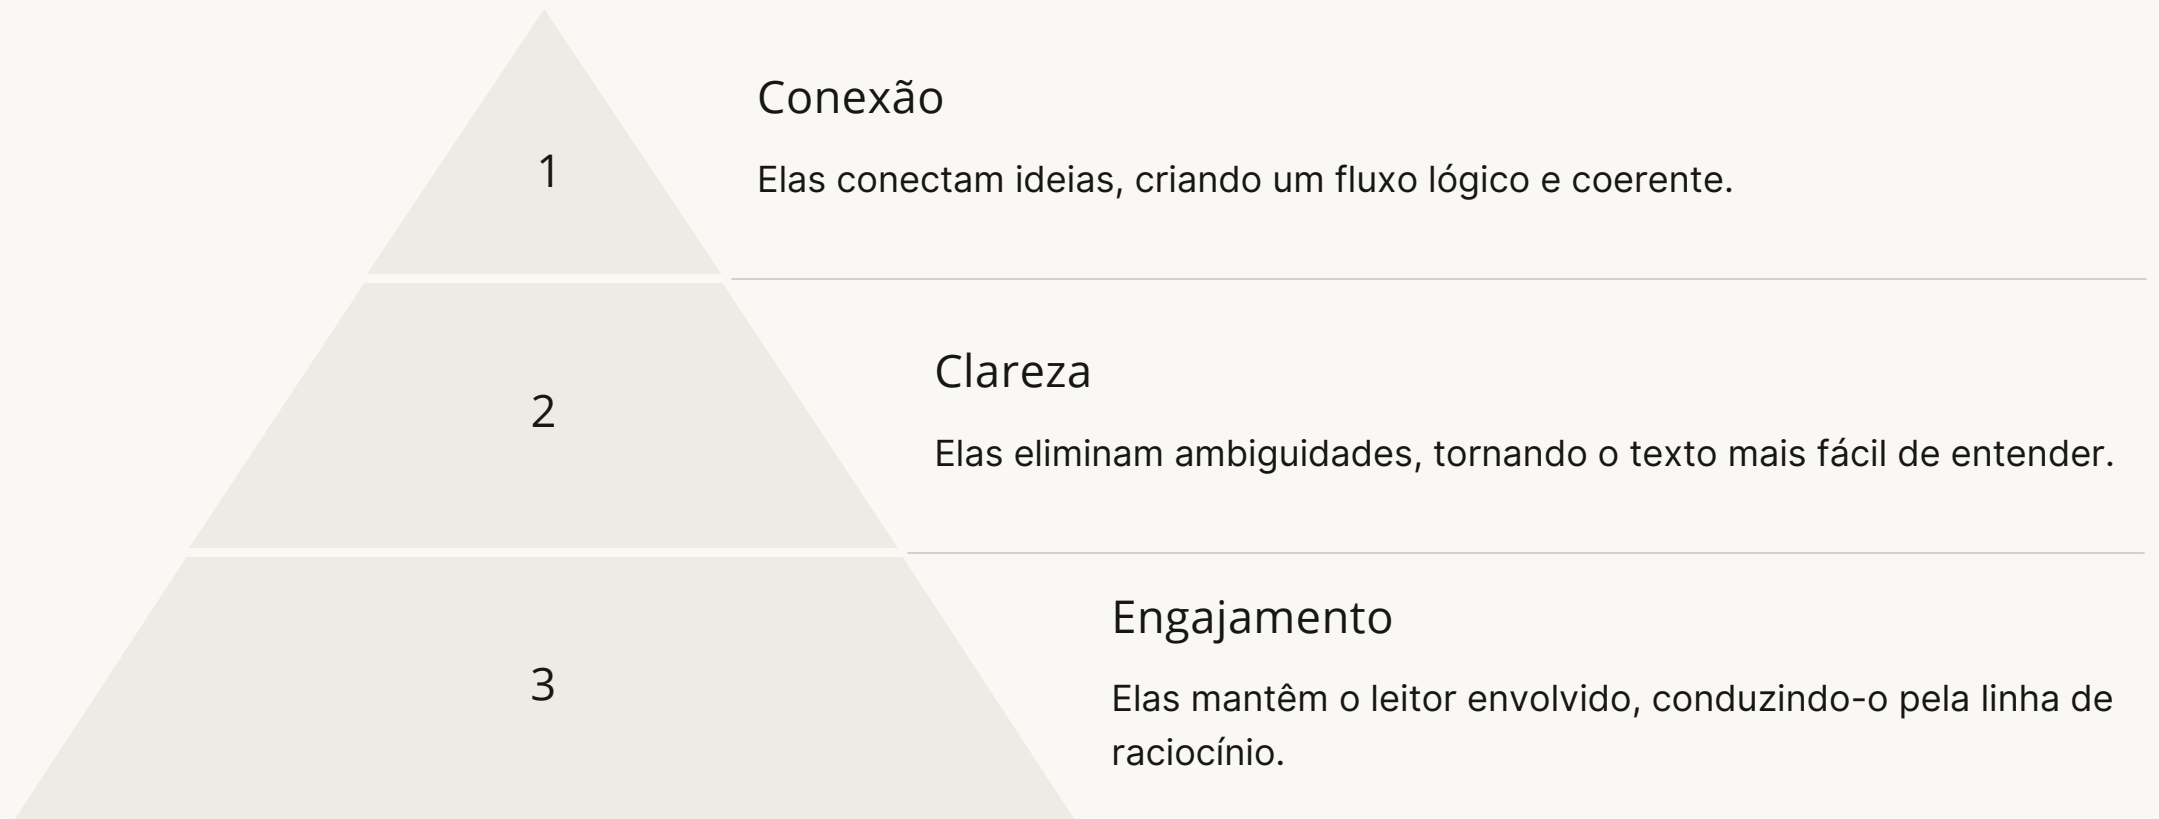 1
Conexão
Elas conectam ideias, criando um fluxo lógico e coerente.
2
Clareza
Elas eliminam ambiguidades, tornando o texto mais fácil de entender.
3
Engajamento
Elas mantêm o leitor envolvido, conduzindo-o pela linha de
raciocínio.